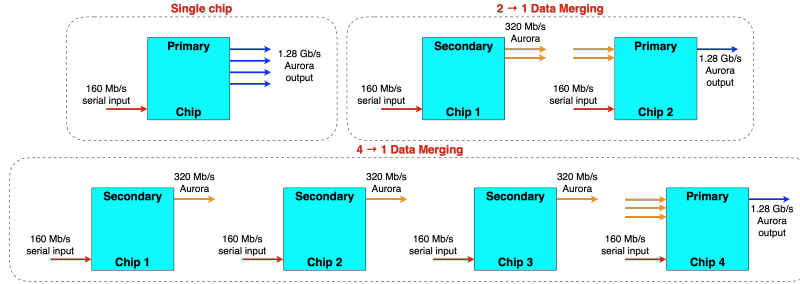 Single chip
Primary
1.28 Gb/s
Aurora
output
160 Mb/s
serial input
Chip
2 → 1 Data Merging
320 Mb/s
Aurora
Secondary
160 Mb/s
serial input
Chip 1
Primary
1.28 Gb/s
Aurora
output
160 Mb/s
serial input
Chip 2
4 → 1 Data Merging
Secondary
320 Mb/s
Aurora
160 Mb/s
serial input
Chip 1
Secondary
320 Mb/s
Aurora
160 Mb/s
serial input
Chip 2
Secondary
320 Mb/s
Aurora
160 Mb/s
serial input
Chip 3
Primary
1.28 Gb/s
Aurora
output
160 Mb/s
serial input
Chip 4